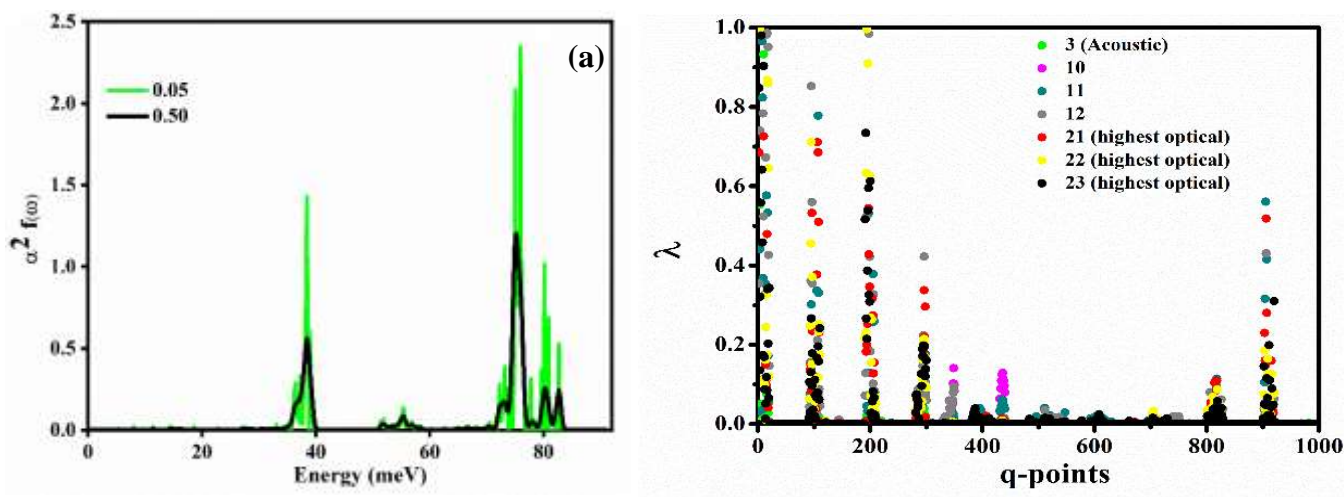 2.5
2.0
1.5
1.0
0.5
0.0
α² f(ω)
(a)
0.05
0.50
0 20 40 60 80
Energy (meV)
1.0
0.8
0.6
0.4
0.2
0.0
λ
3 (Acoustic)
10
11
12
21 (highest optical)
22 (highest optical)
23 (highest optical)
0 200 400 600 800 1000
q-points